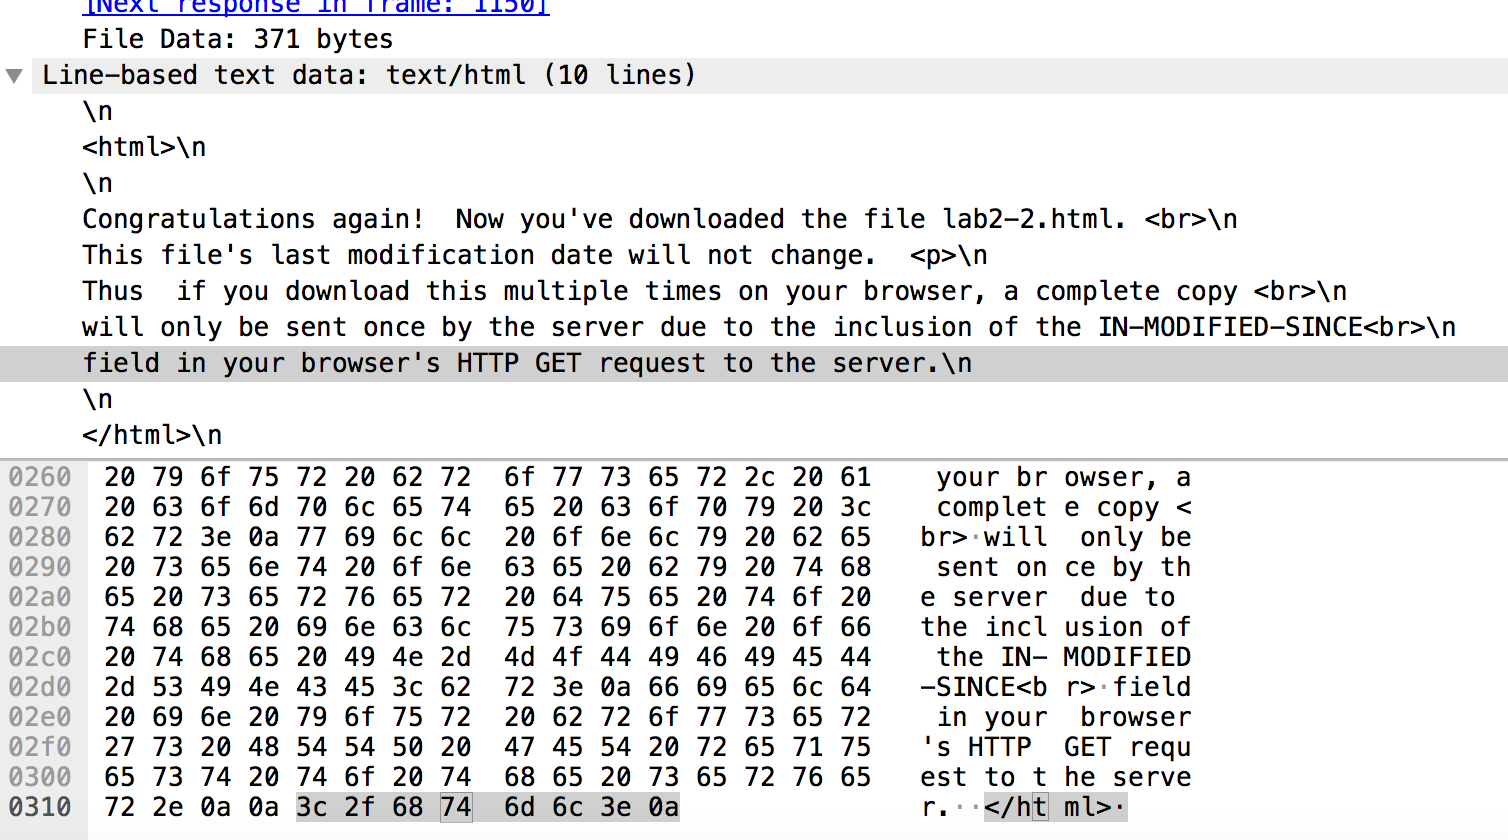 [Next response in frame: 1150]
File Data: 371 bytes
Line-based text data: text/html (10 lines)
\n
<html>\n
\n
Congratulations again!  Now you've downloaded the file lab2-2.html. <br>\n
This file's last modification date will not change.  <p>\n
Thus  if you download this multiple times on your browser, a complete copy <br>\n
will only be sent once by the server due to the inclusion of the IN-MODIFIED-SINCE<br>\n
field in your browser's HTTP GET request to the server.\n
\n
</html>\n
0260 20 79 6f 75 72 20 62 72 6f 77 73 65 72 2c 20 61 your br owser, a
0270 20 63 6f 6d 70 6c 65 74 65 20 63 6f 70 79 20 3c complet e copy <
0280 62 72 3e 0a 77 69 6c 6c 20 6f 6e 6c 79 20 62 65 br>·will only be
0290 20 73 65 6e 74 20 6f 6e 63 65 20 62 79 20 74 68 sent on ce by th
02a0 65 20 73 65 72 76 65 72 20 64 75 65 20 74 6f 20 e server due to
02b0 74 68 65 20 69 6e 63 6c 75 73 69 6f 6e 20 6f 66 the incl usion of
02c0 20 74 68 65 20 49 4e 2d 4d 4f 44 49 46 49 45 44 the IN- MODIFIED
02d0 2d 53 49 4e 43 45 3c 62 72 3e 0a 66 69 65 6c 64 -SINCE<b r>·field
02e0 20 69 6e 20 79 6f 75 72 20 62 72 6f 77 73 65 72 in your browser
02f0 27 73 20 48 54 54 50 20 47 45 54 20 72 65 71 75 's HTTP GET requ
0300 65 73 74 20 74 6f 20 74 68 65 20 73 65 72 76 65 est to t he serve
0310 72 2e 0a 0a 3c 2f 68 74 6d 6c 3e 0a r.··</ht ml>·